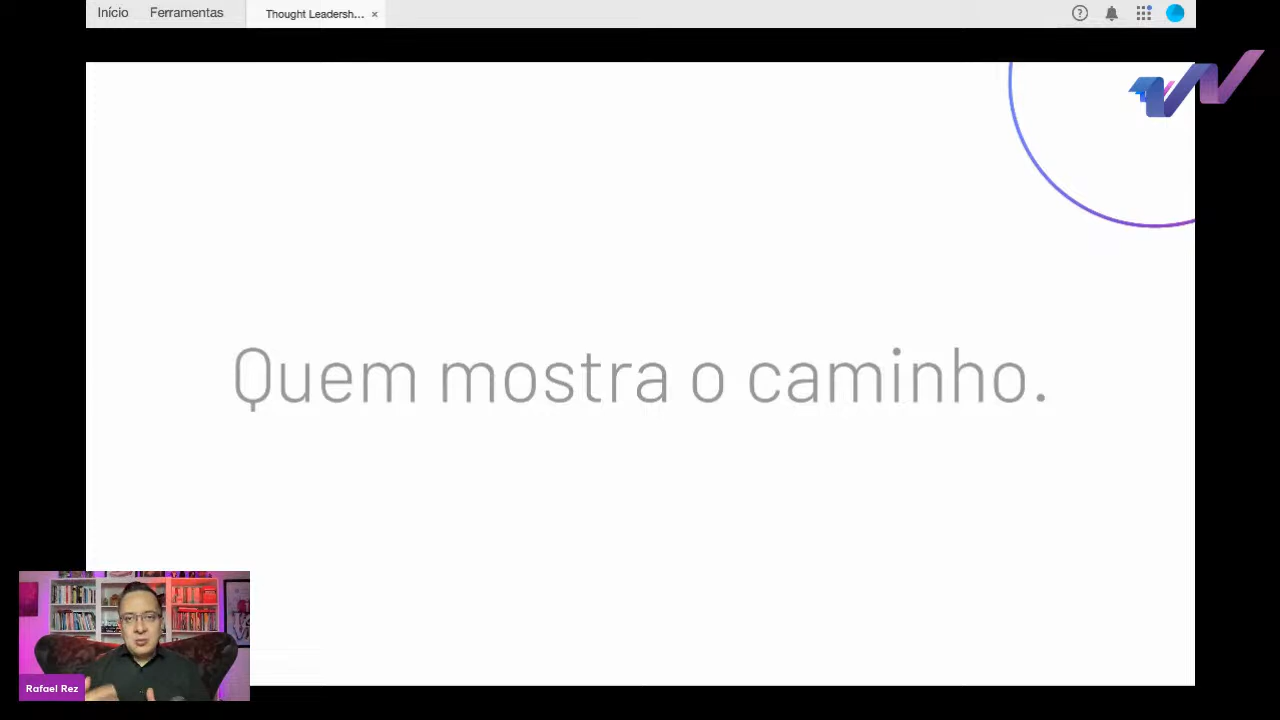 Início Ferramentas Thought Leadersh... ×
Quem mostra o caminho.
Rafael Rez